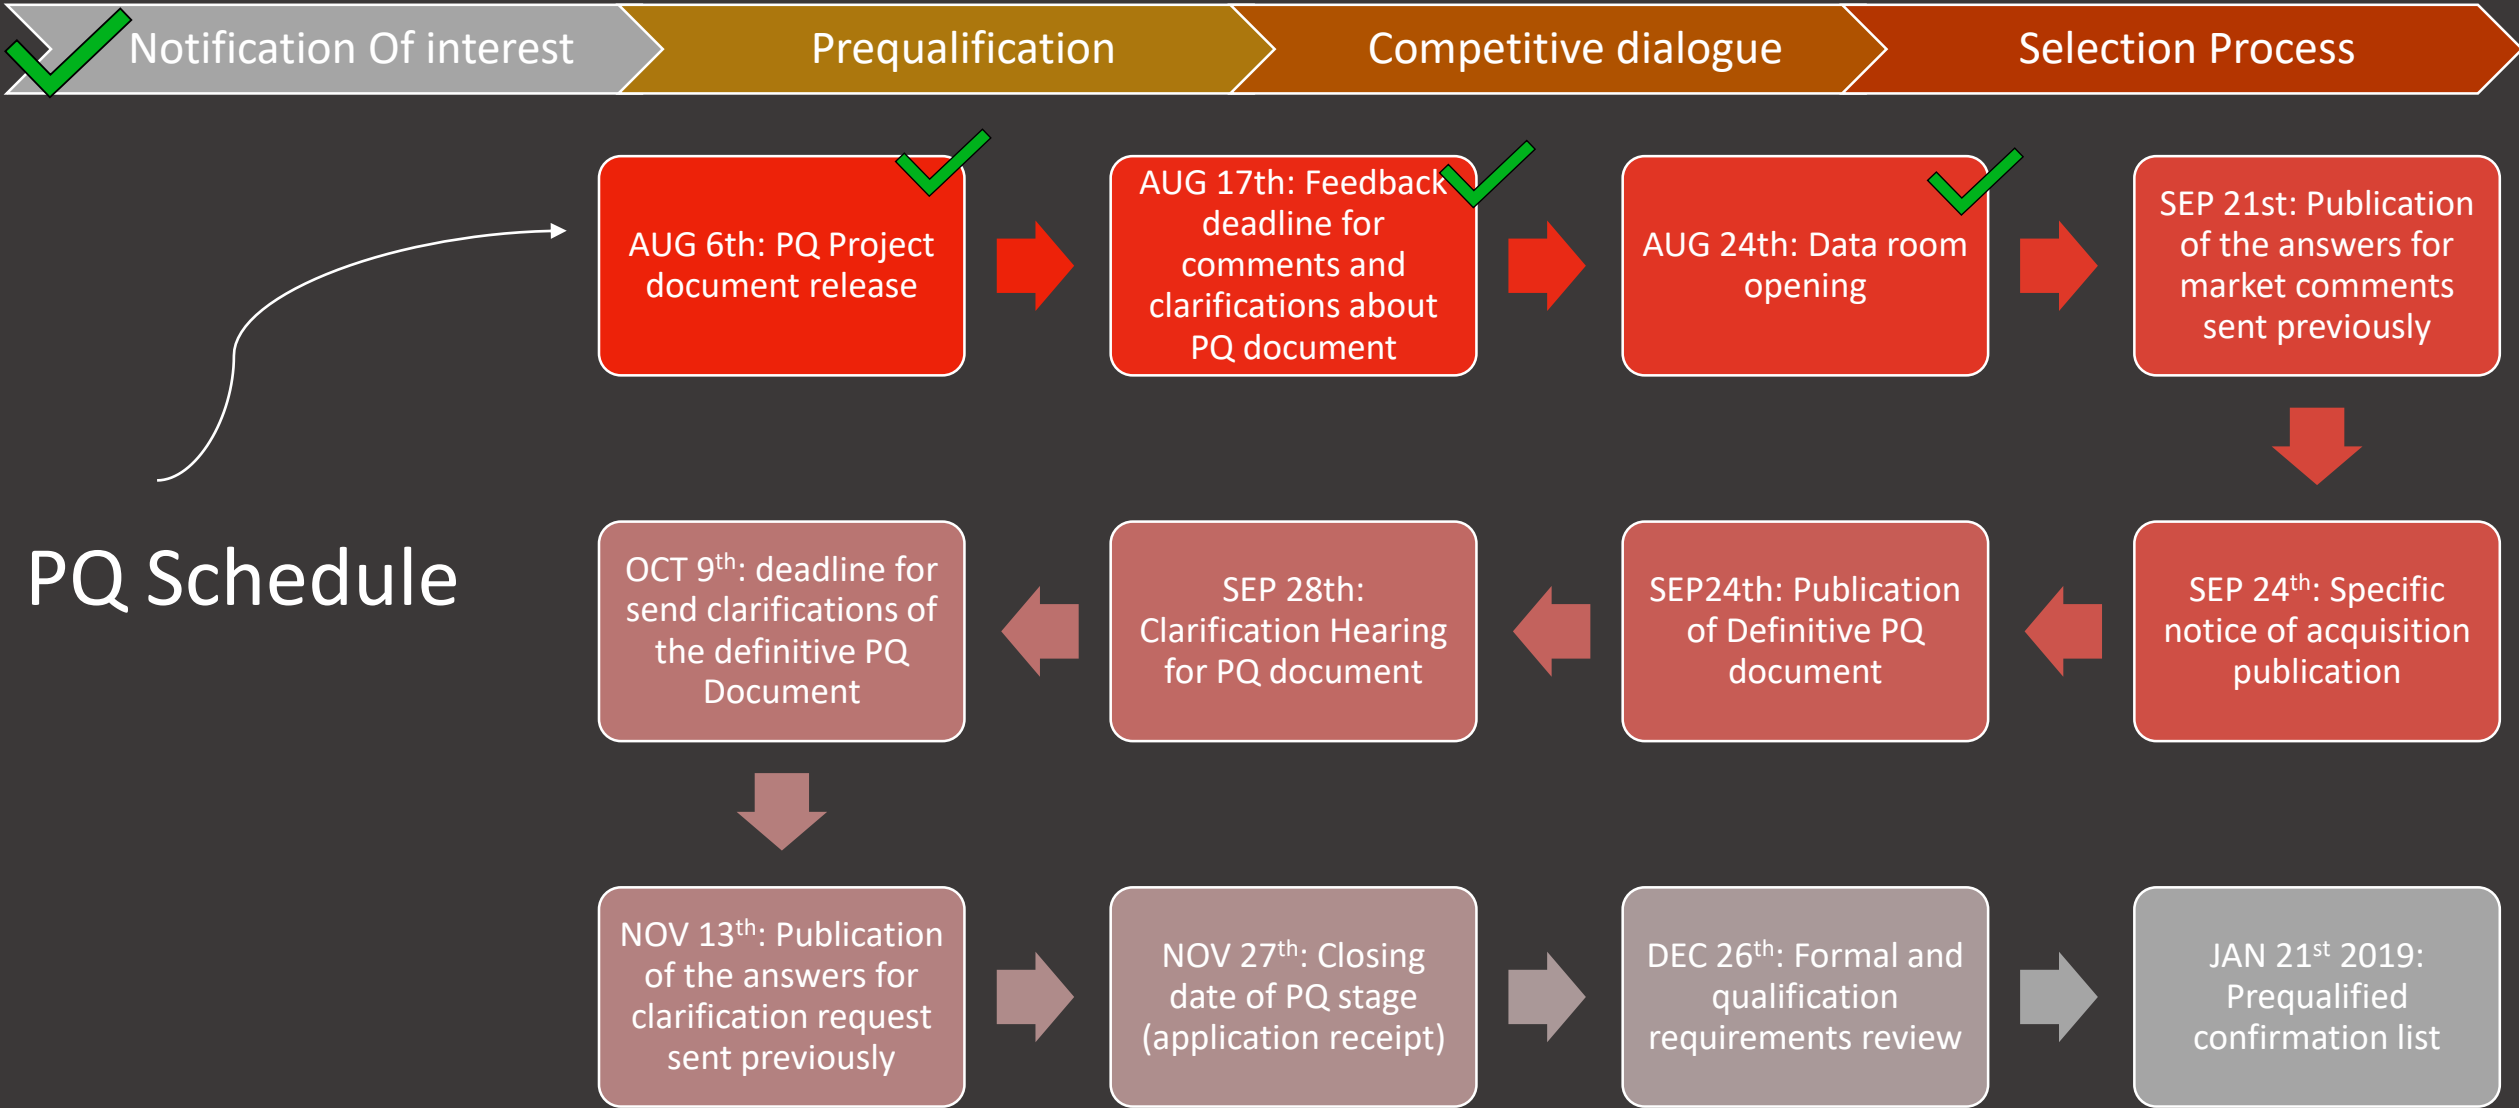 Notification Of interest
Prequalification
Competitive dialogue
Selection Process
AUG 6th: PQ Project
document release
AUG 17th: Feedback
deadline for
comments and
clarifications about
PQ document
AUG 24th: Data room
opening
SEP 21st: Publication
of the answers for
market comments
sent previously
PQ Schedule
SEP 24th: Specific
notice of acquisition
publication
SEP24th: Publication
of Definitive PQ
document
SEP 28th:
Clarification Hearing
for PQ document
OCT 9th: deadline for
send clarifications of
the definitive PQ
Document
NOV 13th: Publication
of the answers for
clarification request
sent previously
NOV 27th: Closing
date of PQ stage
(application receipt)
DEC 26th: Formal and
qualification
requirements review
JAN 21st 2019:
Prequalified
confirmation list